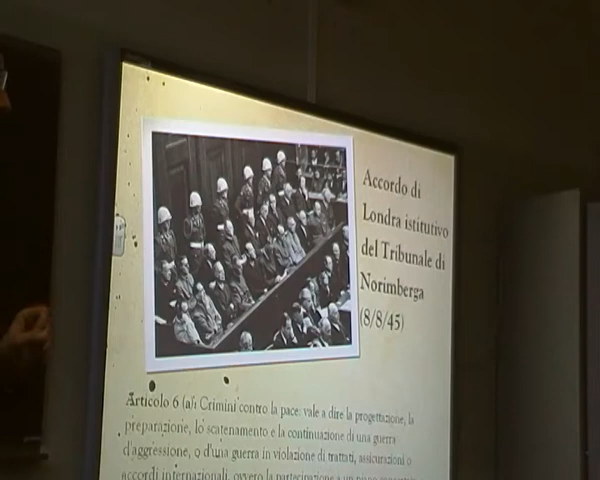 Accordo di
Londra istitutivo
del Tribunale di
Norimberga
(8/8/45)
Articolo 6 (a): Crimini contro la pace: vale a dire la progettazione, la
preparazione, lo scatenamento e la continuazione di una guerra
d'aggressione, o d'una guerra in violazione di trattati, assicurazioni o
accordi internazionali, ovvero la partecipazione a un piano